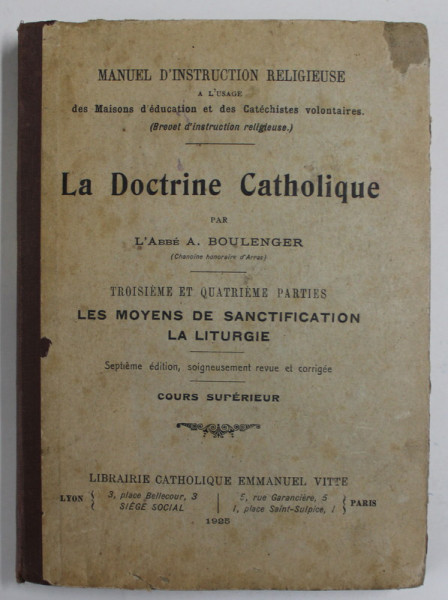 MANUEL D'INSTRUCTION RELIGIEUSE
A L'USAGE
des Maisons d'éducation et des Catéchistes volontaires.
(Brevet d'instruction religieuse.)
La Doctrine Catholique
PAR
L'ABBÉ A. BOULENGER
(Chanoine honoraire d'Arras)
TROISIÈME ET QUATRIÈME PARTIES
LES MOYENS DE SANCTIFICATION
LA LITURGIE
Septième édition, soigneusement revue et corrigée
COURS SUPÉRIEUR
LIBRAIRIE CATHOLIQUE EMMANUEL VITTE
LYON { 3, place Bellecour, 3 SIÈGE SOCIAL | 5, rue Garancière, 5 1, place Saint-Sulpice, 1 } PARIS
1925